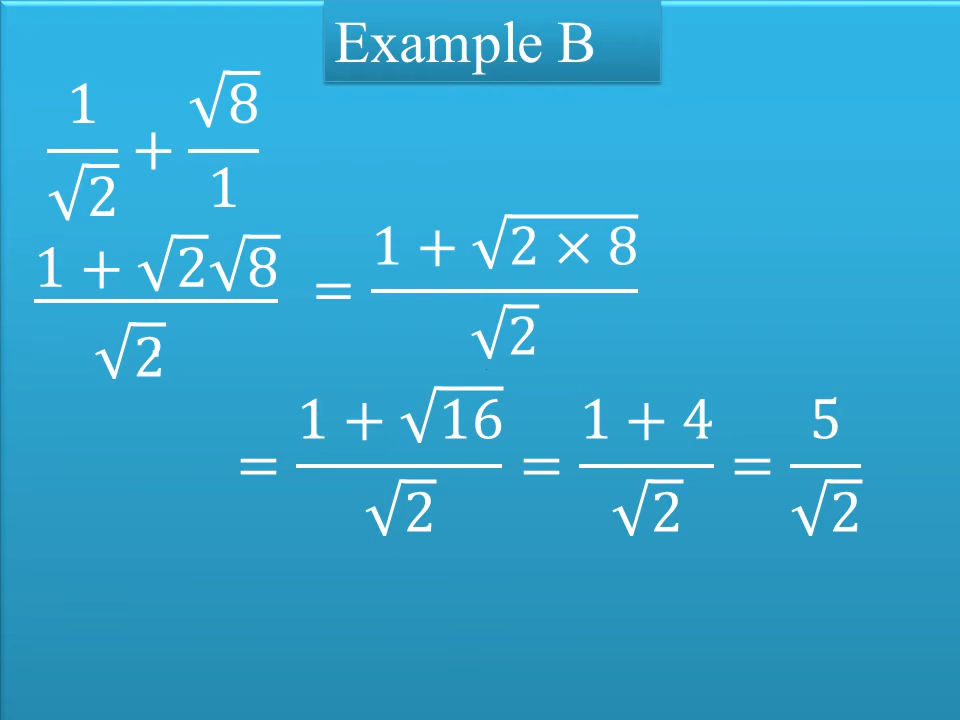 Example B
1/√2 + √8/1
(1 + √2√8)/√2 = (1 + √(2 × 8))/√2
= (1 + √16)/√2 = (1 + 4)/√2 = 5/√2